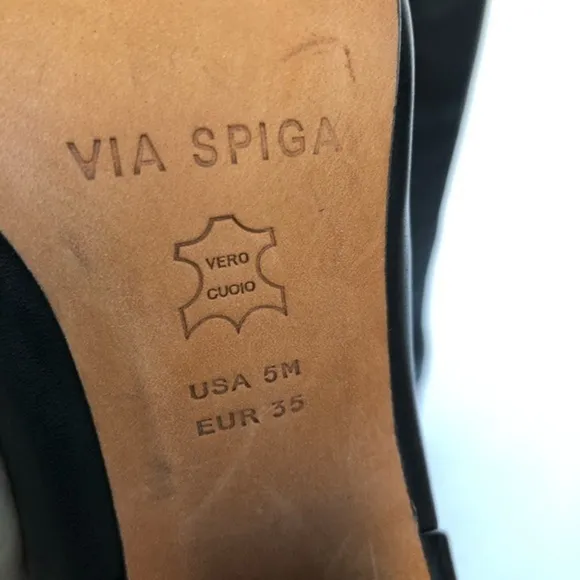 VIA SPIGA
VERO
CUOIO
USA 5M
EUR 35